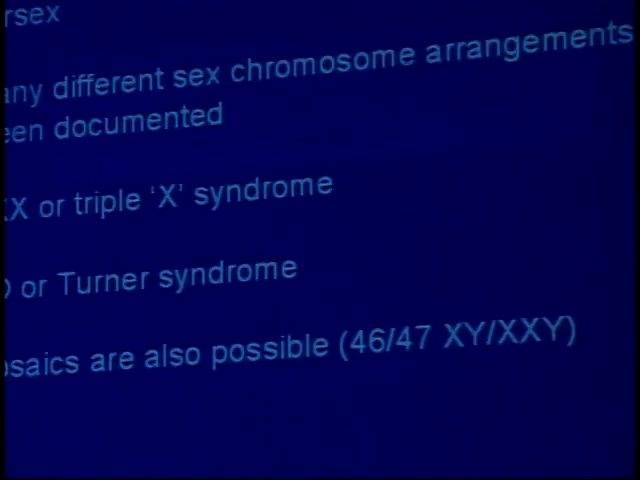 rsex
any different sex chromosome arrangements
een documented
X or triple ‘X’ syndrome
or Turner syndrome
osaics are also possible (46/47 XY/XXY)